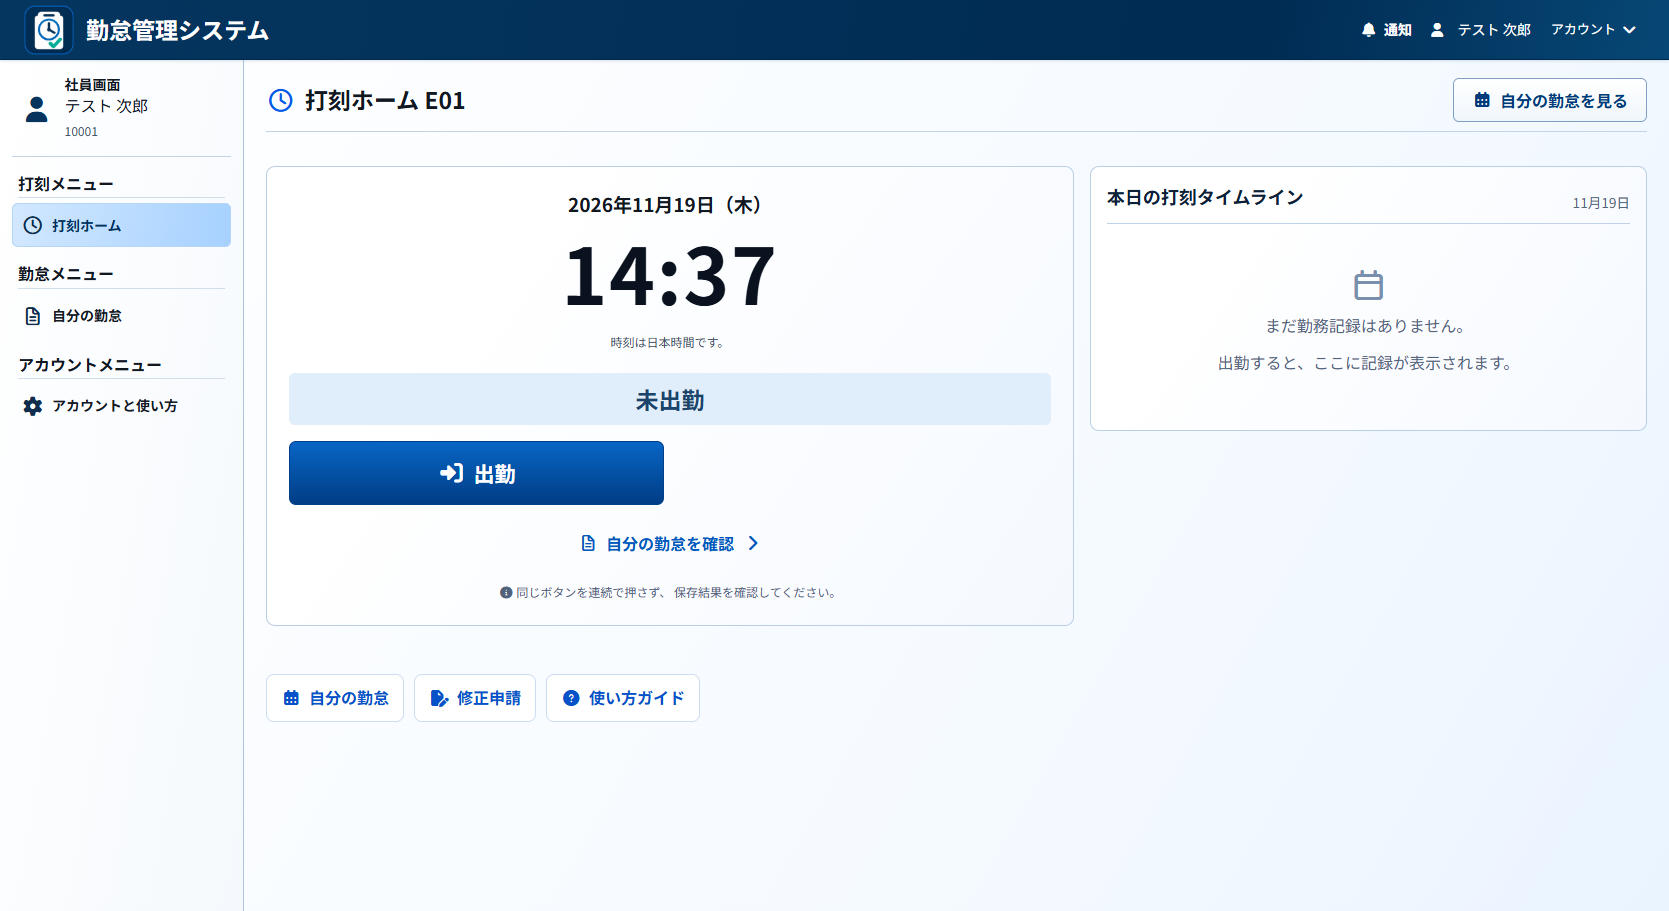 勤怠管理システム
通知
テスト 次郎
アカウント
社員画面
テスト 次郎
10001
打刻メニュー
打刻ホーム
勤怠メニュー
自分の勤怠
アカウントメニュー
アカウントと使い方
打刻ホーム E01
自分の勤怠を見る
2026年11月19日（木）
14:37
時刻は日本時間です。
未出勤
出勤
自分の勤怠を確認
同じボタンを連続で押さず、 保存結果を確認してください。
本日の打刻タイムライン
11月19日
まだ勤務記録はありません。
出勤すると、ここに記録が表示されます。
自分の勤怠
修正申請
使い方ガイド